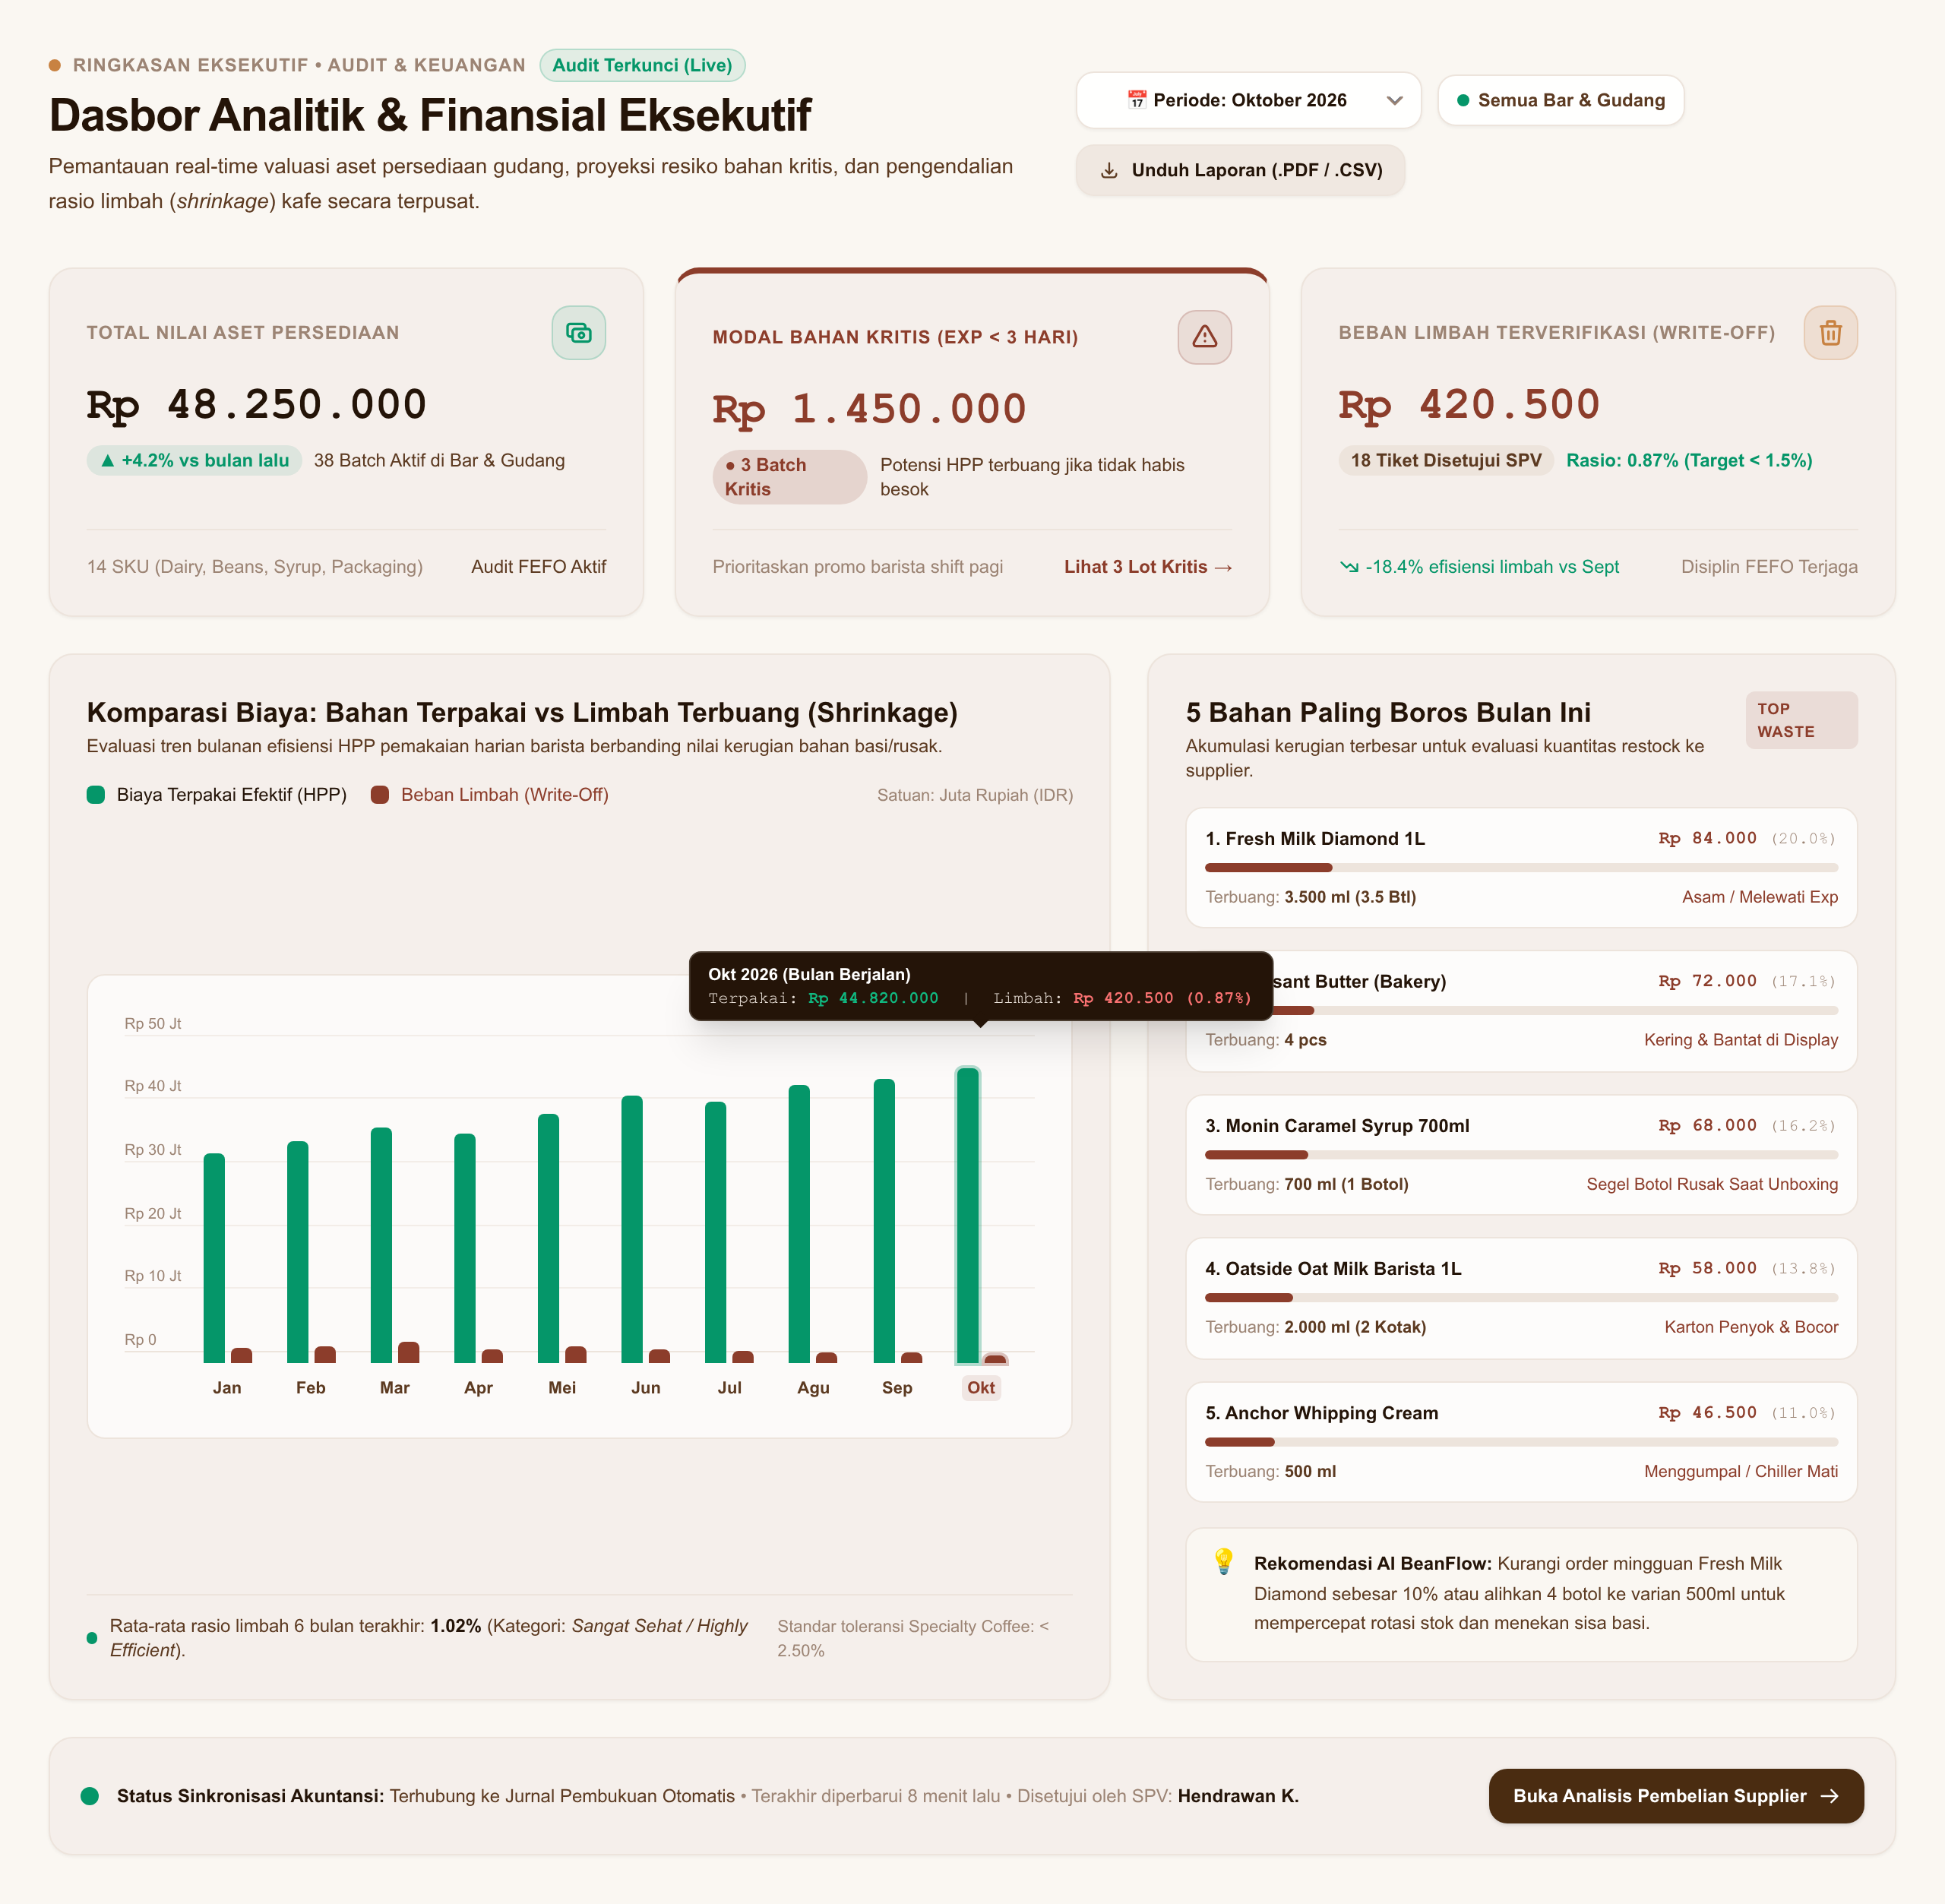 RINGKASAN EKSEKUTIF • AUDIT & KEUANGAN
Audit Terkunci (Live)
Dasbor Analitik & Finansial Eksekutif
Pemantauan real-time valuasi aset persediaan gudang, proyeksi resiko bahan kritis, dan pengendalian
rasio limbah (shrinkage) kafe secara terpusat.
📅 Periode: Oktober 2026
Semua Bar & Gudang
Unduh Laporan (.PDF / .CSV)
TOTAL NILAI ASET PERSEDIAAN
Rp 48.250.000
▲ +4.2% vs bulan lalu
38 Batch Aktif di Bar & Gudang
14 SKU (Dairy, Beans, Syrup, Packaging)
Audit FEFO Aktif
MODAL BAHAN KRITIS (EXP < 3 HARI)
Rp 1.450.000
● 3 Batch
Kritis
Potensi HPP terbuang jika tidak habis
besok
Prioritaskan promo barista shift pagi
Lihat 3 Lot Kritis →
BEBAN LIMBAH TERVERIFIKASI (WRITE-OFF)
Rp 420.500
18 Tiket Disetujui SPV
Rasio: 0.87% (Target < 1.5%)
-18.4% efisiensi limbah vs Sept
Disiplin FEFO Terjaga
Komparasi Biaya: Bahan Terpakai vs Limbah Terbuang (Shrinkage)
Evaluasi tren bulanan efisiensi HPP pemakaian harian barista berbanding nilai kerugian bahan basi/rusak.
Biaya Terpakai Efektif (HPP)
Beban Limbah (Write-Off)
Satuan: Juta Rupiah (IDR)
Okt 2026 (Bulan Berjalan)
Terpakai: Rp 44.820.000 | Limbah: Rp 420.500 (0.87%)
Rp 50 Jt
Rp 40 Jt
Rp 30 Jt
Rp 20 Jt
Rp 10 Jt
Rp 0
Jan Feb Mar Apr Mei Jun Jul Agu Sep Okt
Rata-rata rasio limbah 6 bulan terakhir: 1.02% (Kategori: Sangat Sehat / Highly
Efficient).
Standar toleransi Specialty Coffee: <
2.50%
5 Bahan Paling Boros Bulan Ini
Akumulasi kerugian terbesar untuk evaluasi kuantitas restock ke
supplier.
TOP
WASTE
1. Fresh Milk Diamond 1L
Rp 84.000 (20.0%)
Terbuang: 3.500 ml (3.5 Btl)
Asam / Melewati Exp
sant Butter (Bakery)
Rp 72.000 (17.1%)
Terbuang: 4 pcs
Kering & Bantat di Display
3. Monin Caramel Syrup 700ml
Rp 68.000 (16.2%)
Terbuang: 700 ml (1 Botol)
Segel Botol Rusak Saat Unboxing
4. Oatside Oat Milk Barista 1L
Rp 58.000 (13.8%)
Terbuang: 2.000 ml (2 Kotak)
Karton Penyok & Bocor
5. Anchor Whipping Cream
Rp 46.500 (11.0%)
Terbuang: 500 ml
Menggumpal / Chiller Mati
💡 Rekomendasi AI BeanFlow: Kurangi order mingguan Fresh Milk
Diamond sebesar 10% atau alihkan 4 botol ke varian 500ml untuk
mempercepat rotasi stok dan menekan sisa basi.
Status Sinkronisasi Akuntansi: Terhubung ke Jurnal Pembukuan Otomatis • Terakhir diperbarui 8 menit lalu • Disetujui oleh SPV: Hendrawan K.
Buka Analisis Pembelian Supplier →